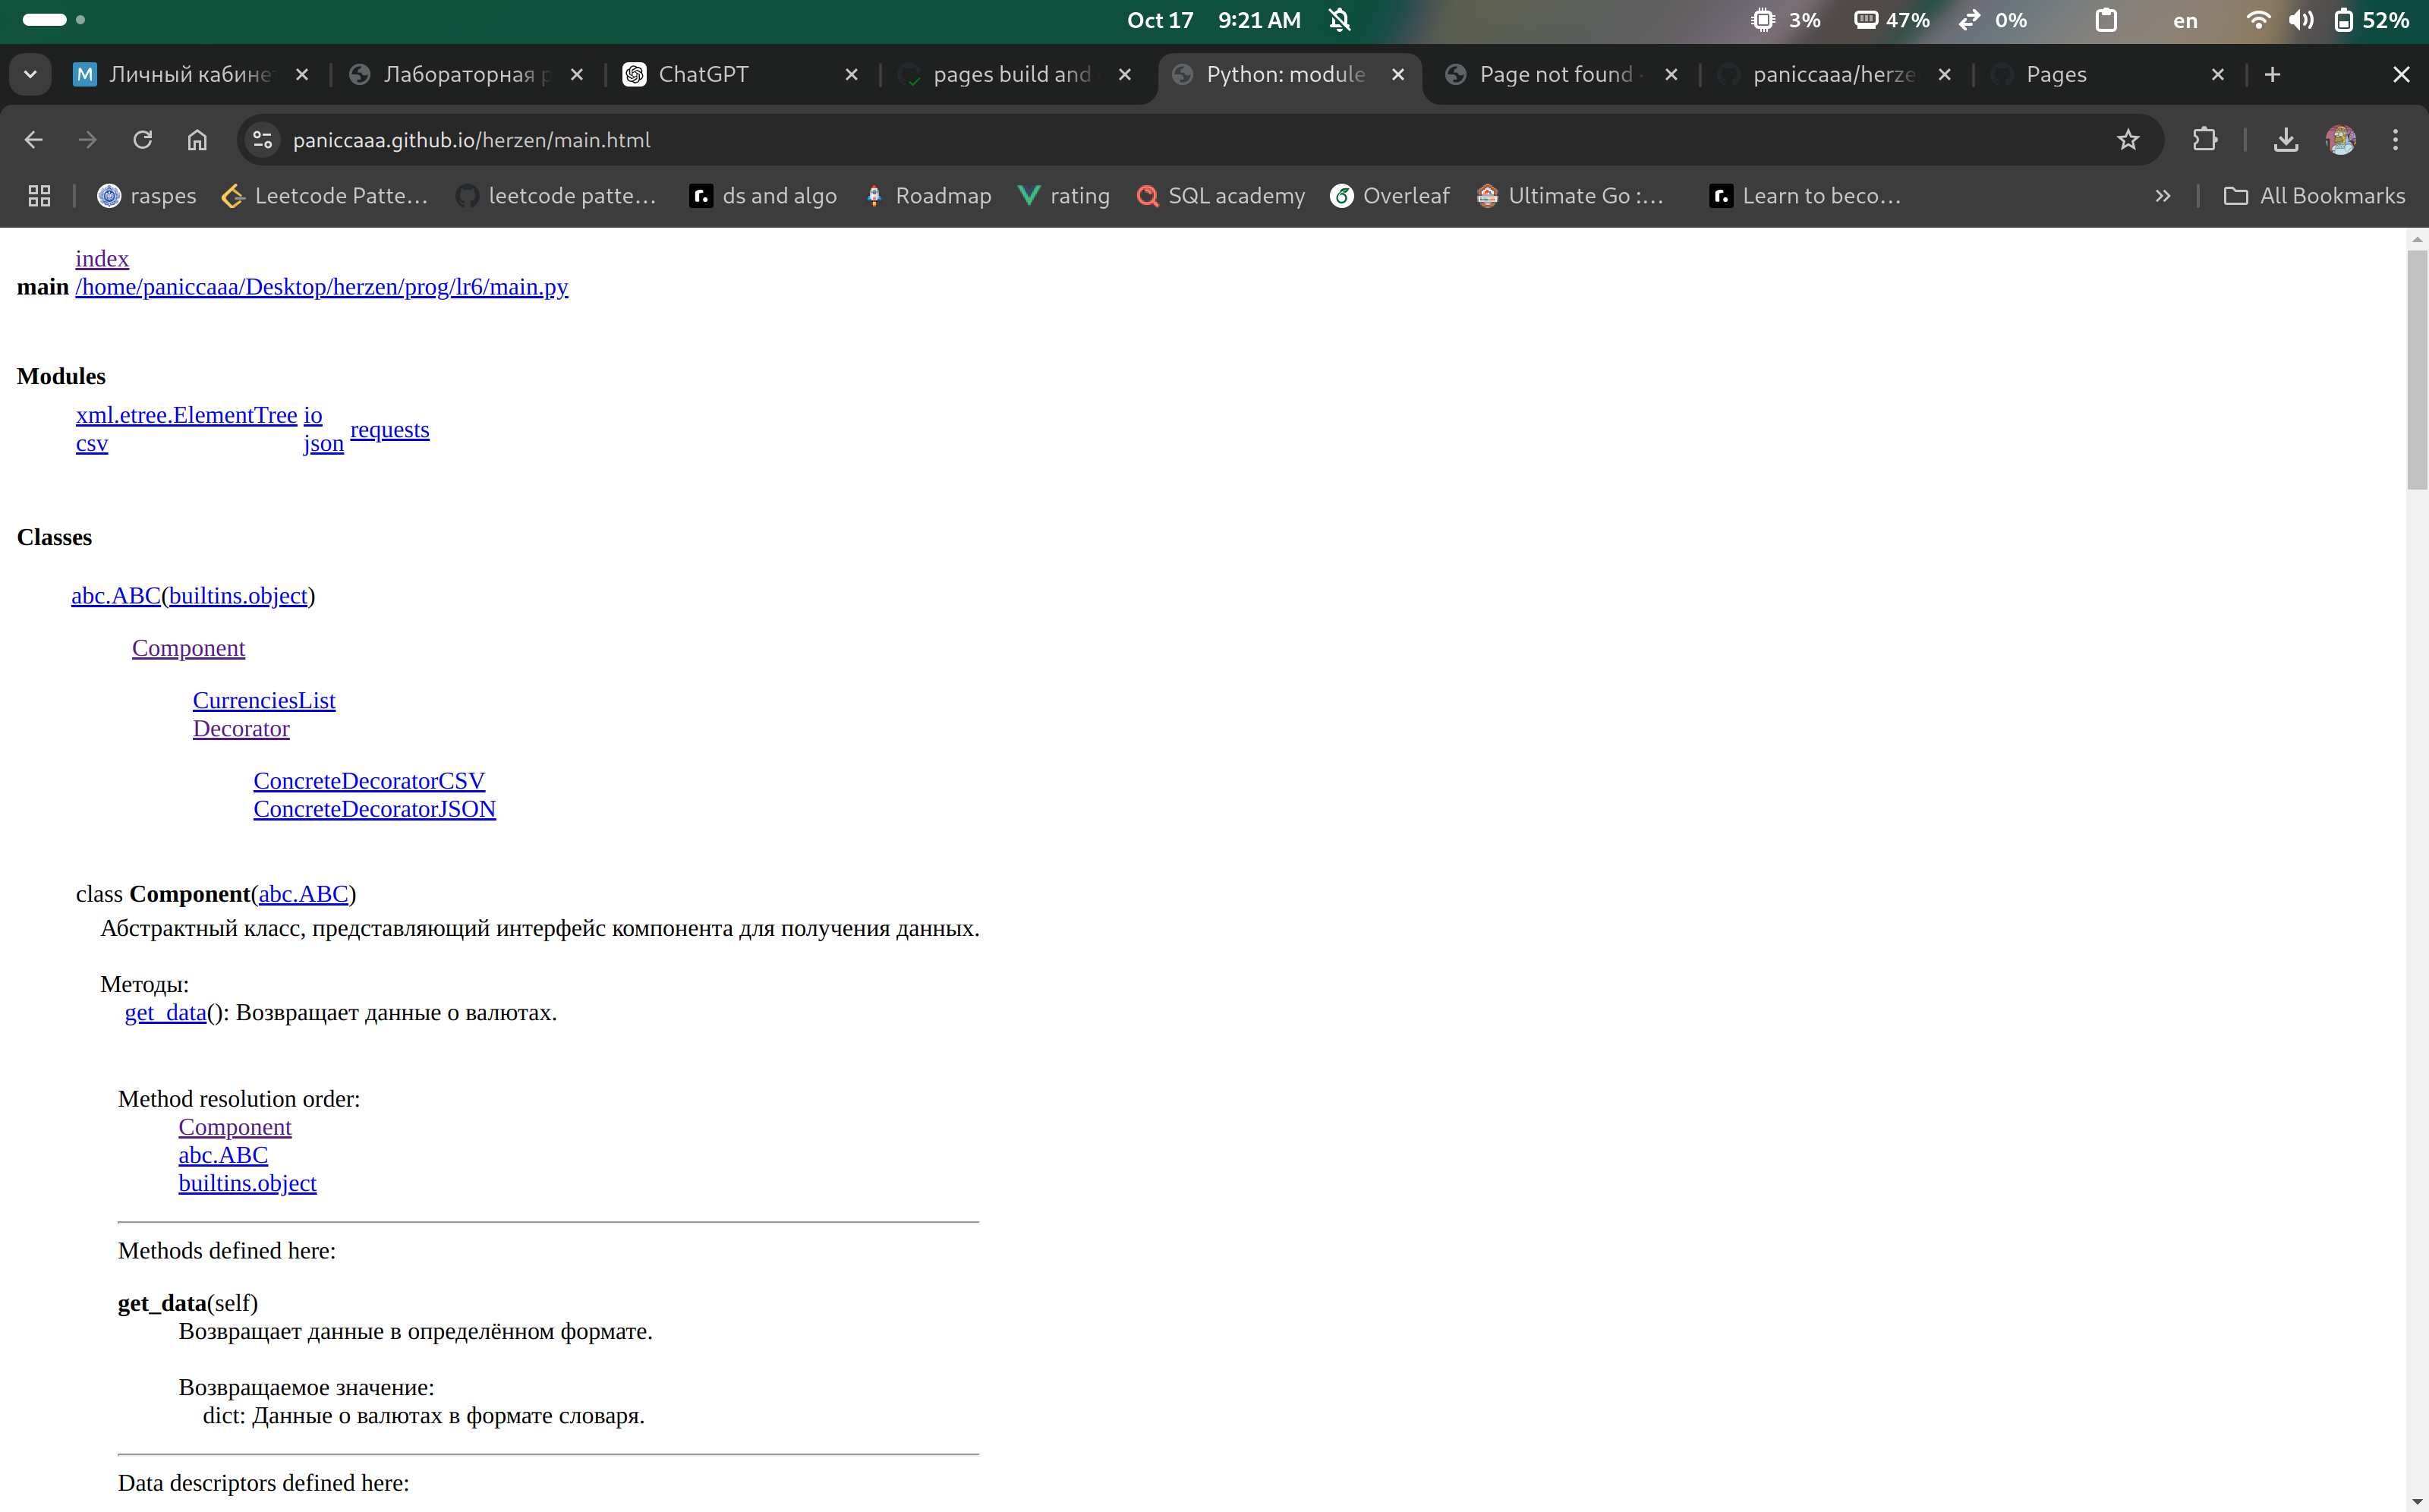 Oct 17 9:21 AM 3% 47% 0% en 52%
Личный кабине Лабораторная р ChatGPT pages build and Python: module Page not found paniccaaa/herze Pages
paniccaaa.github.io/herzen/main.html
raspes Leetcode Patte... leetcode patte... ds and algo Roadmap rating SQL academy Overleaf Ultimate Go :... Learn to beco... » All Bookmarks
index
main /home/paniccaaa/Desktop/herzen/prog/lr6/main.py
Modules
xml.etree.ElementTree io
requests
csv json
Classes
abc.ABC(builtins.object)
Component
CurrenciesList
Decorator
ConcreteDecoratorCSV
ConcreteDecoratorJSON
class Component(abc.ABC)
Абстрактный класс, представляющий интерфейс компонента для получения данных.
Методы:
get_data(): Возвращает данные о валютах.
Method resolution order:
Component
abc.ABC
builtins.object
Methods defined here:
get_data(self)
Возвращает данные в определённом формате.
Возвращаемое значение:
dict: Данные о валютах в формате словаря.
Data descriptors defined here: